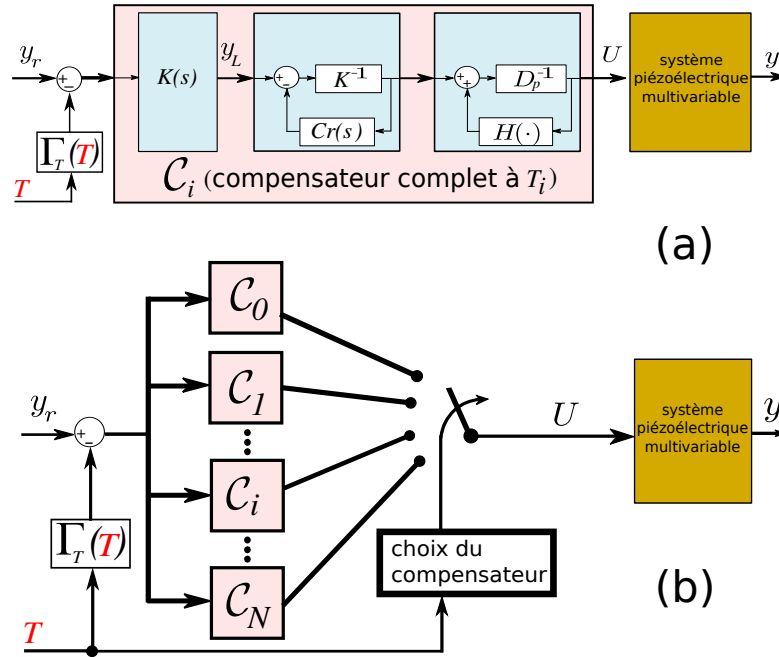 y_r
+
−
Γ_T(T)
T
K(s)
y_L
+
−
K^-1
Cr(s)
+
+
D_p^-1
H(·)
C_i (compensateur complet à T_i)
U
système
piézoélectrique
multivariable
y
(a)
y_r
+
−
Γ_T(T)
T
C_0
C_1
C_i
C_N
choix du
compensateur
U
système
piézoélectrique
multivariable
y
(b)